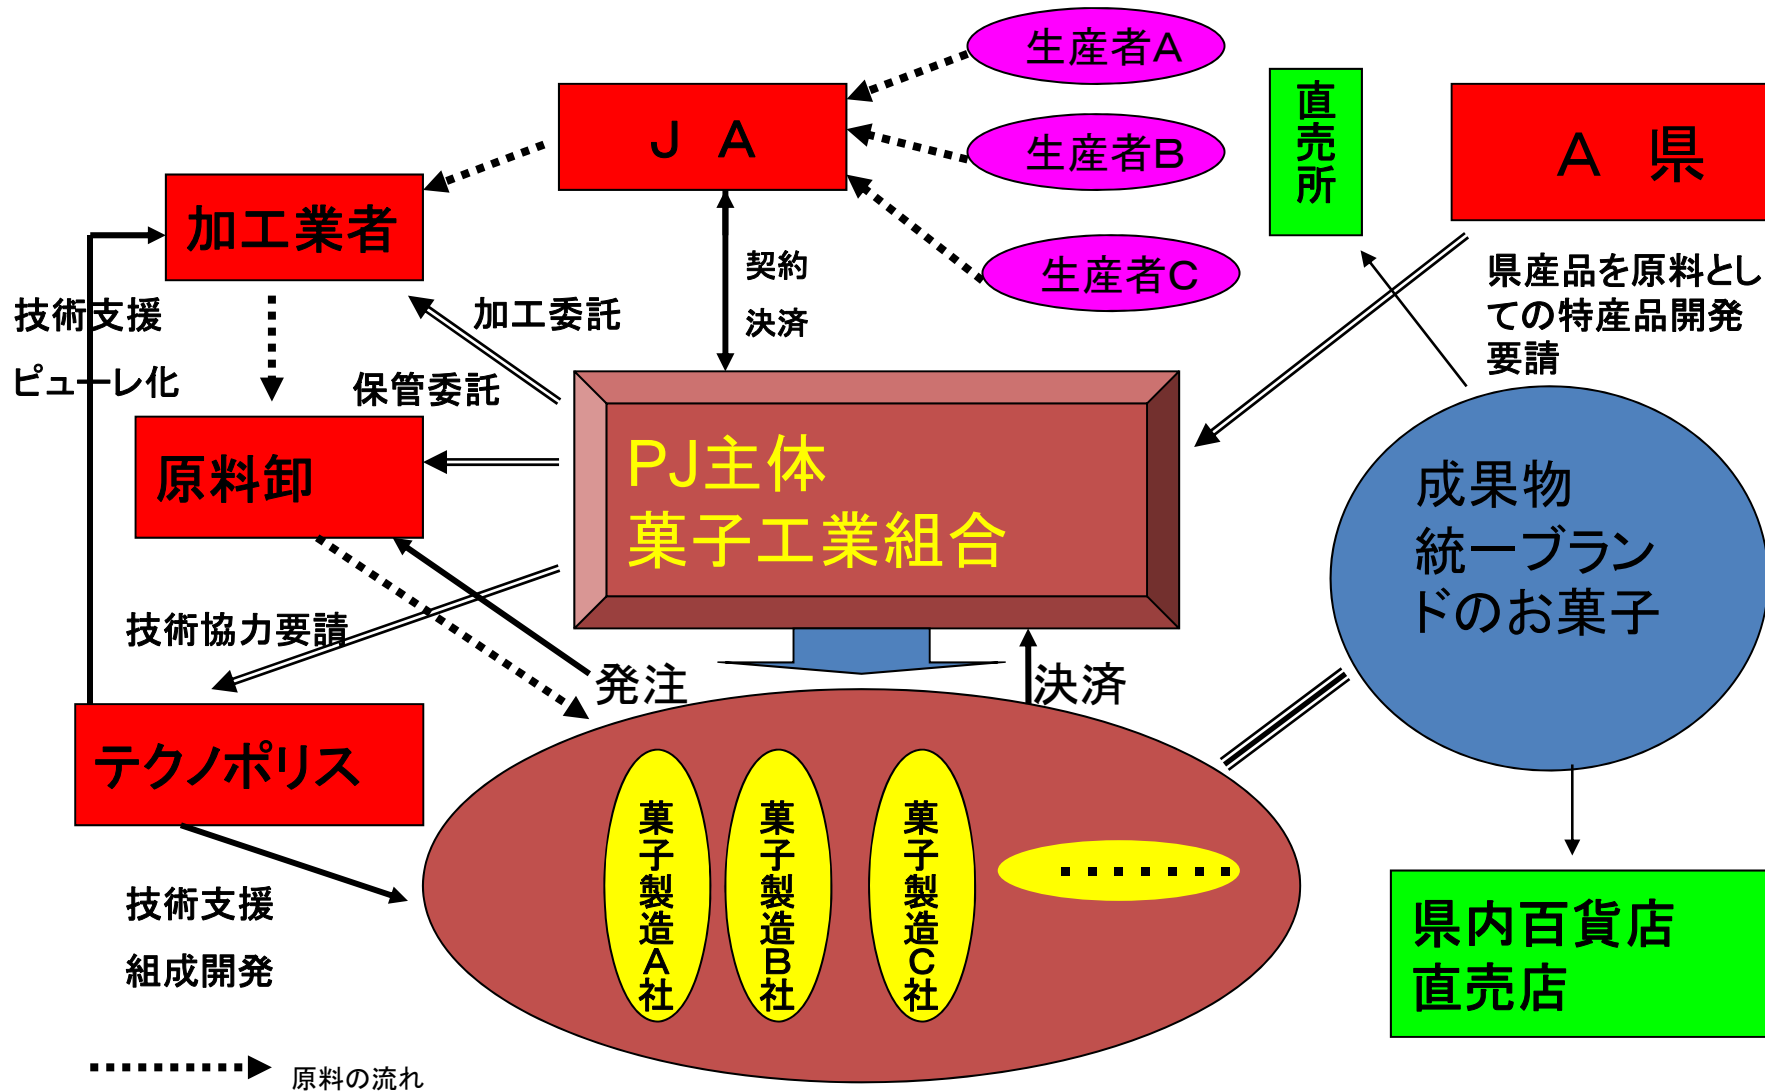 生産者A
生産者B
生産者C
JA
直売所
A 県
加工業者
契約
決済
県産品を原料とし
ての特産品開発
要請
技術支援
ピューレ化
加工委託
保管委託
原料卸
PJ主体
菓子工業組合
成果物
統一ブラン
ドのお菓子
技術協力要請
発注
決済
テクノポリス
菓子製造A社
菓子製造B社
菓子製造C社
・・・・・
技術支援
組成開発
県内百貨店
直売店
原料の流れ